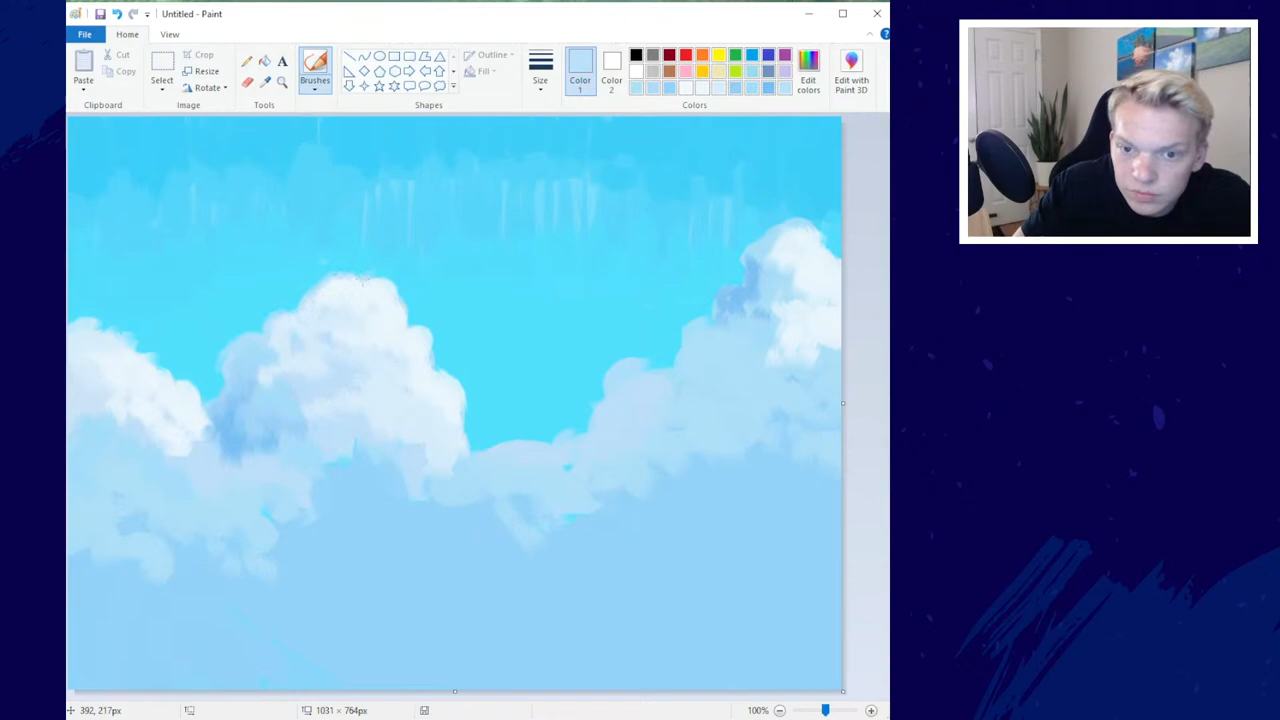 Untitled - Paint
File
Home
View
Paste
Cut
Copy
Clipboard
Select
Crop
Resize
Rotate
Image
A
Tools
Brushes
Outline
Fill
Shapes
Size
Color
1
Color
2
Edit
colors
Colors
Edit with
Paint 3D
392, 217px
1031 × 764px
100%